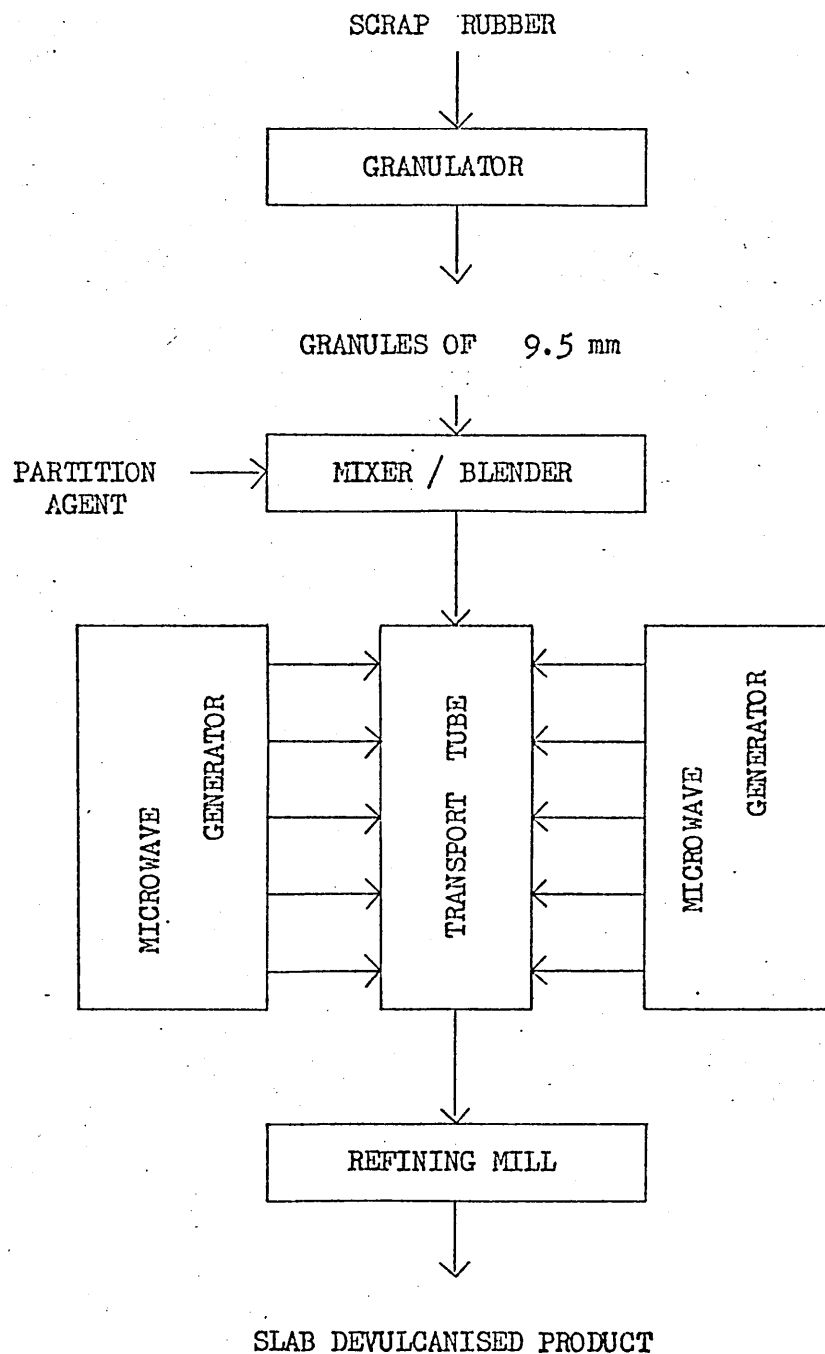 SCRAP RUBBER
GRANULATOR
GRANULES OF 9.5 mm
PARTITION
AGENT
MIXER / BLENDER
MICROWAVE
GENERATOR
TRANSPORT TUBE
MICROWAVE
GENERATOR
REFINING MILL
SLAB DEVULCANISED PRODUCT